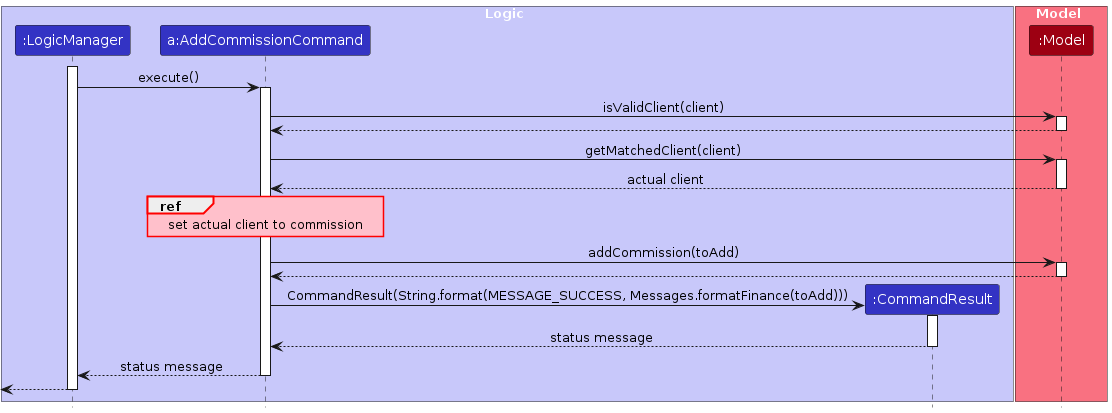 Logic
Model
:LogicManager
a:AddCommissionCommand
:Model
execute()
isValidClient(client)
getMatchedClient(client)
actual client
ref
set actual client to commission
addCommission(toAdd)
CommandResult(String.format(MESSAGE_SUCCESS, Messages.formatFinance(toAdd)))
:CommandResult
status message
status message